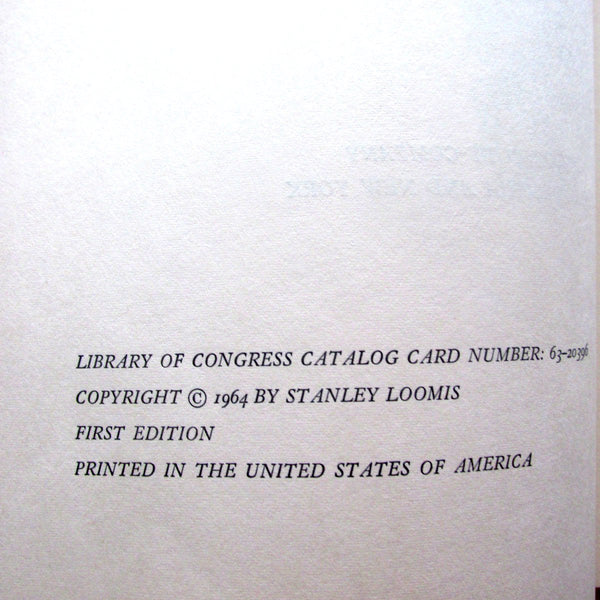 LIBRARY OF CONGRESS CATALOG CARD NUMBER: 63–20396
COPYRIGHT © 1964 BY STANLEY LOOMIS
FIRST EDITION
PRINTED IN THE UNITED STATES OF AMERICA